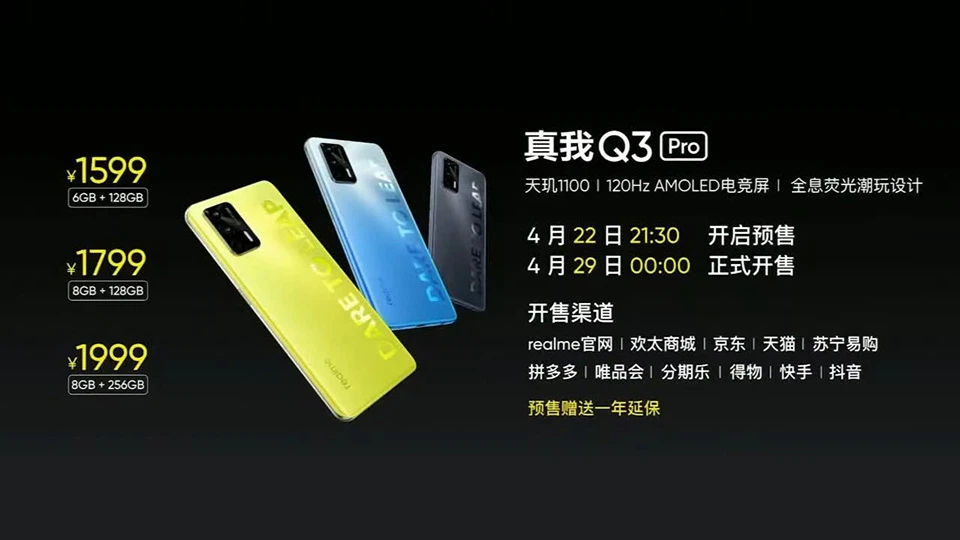 ¥1599
6GB + 128GB
¥1799
8GB + 128GB
¥1999
8GB + 256GB
DARE TO LEAP
realme
DARE TO LEAP
realme
DARE TO LEAP
真我Q3 Pro
天玑1100 | 120Hz AMOLED电竞屏 | 全息荧光潮玩设计
4 月 22 日 21:30 开启预售
4 月 29 日 00:00 正式开售
开售渠道
realme官网 | 欢太商城 | 京东 | 天猫 | 苏宁易购
拼多多 | 唯品会 | 分期乐 | 得物 | 快手 | 抖音
预售赠送一年延保